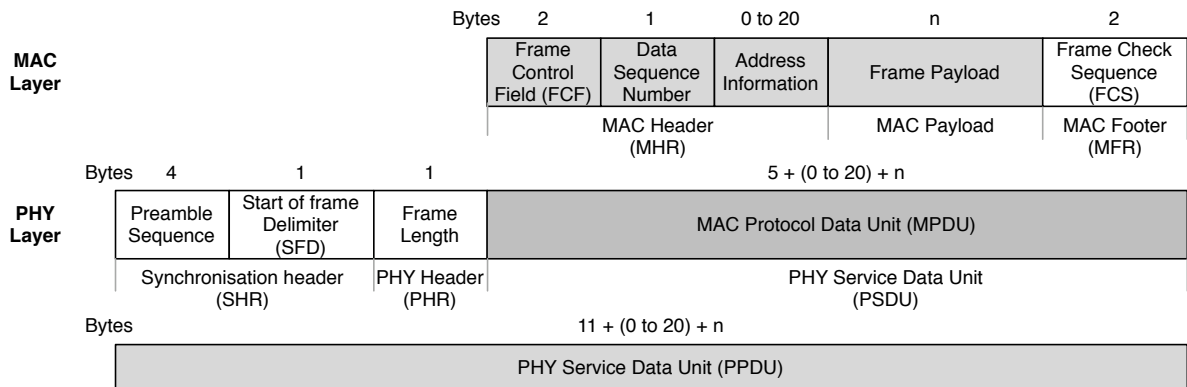 Bytes 2 1 0 to 20 n 2
MAC
Layer
Frame
Control
Field (FCF)
Data
Sequence
Number
Address
Information
Frame Payload
Frame Check
Sequence
(FCS)
MAC Header
(MHR)
MAC Payload
MAC Footer
(MFR)
Bytes 4 1 1 5 + (0 to 20) + n
PHY
Layer
Preamble
Sequence
Start of frame
Delimiter
(SFD)
Frame
Length
MAC Protocol Data Unit (MPDU)
Synchronisation header
(SHR)
PHY Header
(PHR)
PHY Service Data Unit
(PSDU)
Bytes 11 + (0 to 20) + n
PHY Service Data Unit (PPDU)